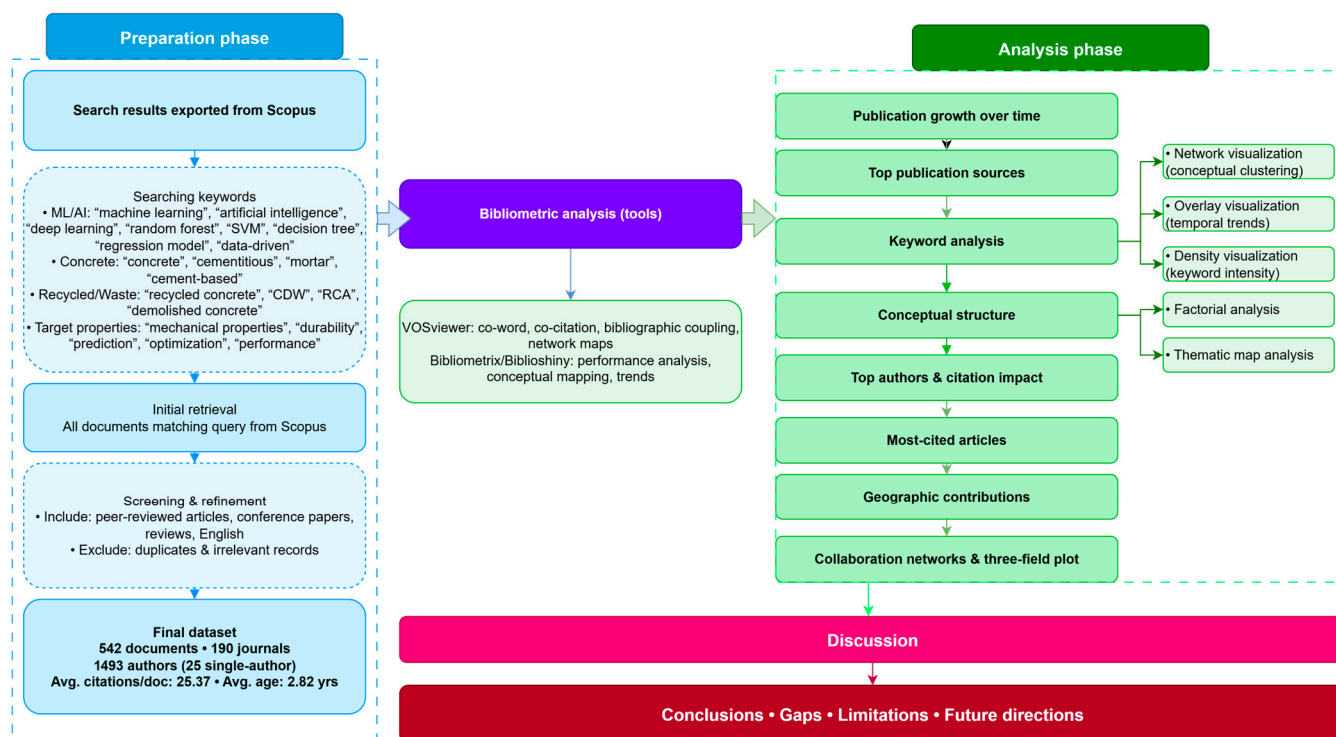 Preparation phase
Search results exported from Scopus
Searching keywords
• ML/AI: “machine learning”, “artificial intelligence”,
“deep learning”, “random forest”, “SVM”, “decision tree”,
“regression model”, “data-driven”
• Concrete: “concrete”, “cementitious”, “mortar”,
“cement-based”
• Recycled/Waste: “recycled concrete”, “CDW”, “RCA”,
“demolished concrete”
• Target properties: “mechanical properties”, “durability”,
“prediction”, “optimization”, “performance”
Initial retrieval
All documents matching query from Scopus
Screening & refinement
• Include: peer-reviewed articles, conference papers,
reviews, English
• Exclude: duplicates & irrelevant records
Final dataset
542 documents • 190 journals
1493 authors (25 single-author)
Avg. citations/doc: 25.37 • Avg. age: 2.82 yrs
Bibliometric analysis (tools)
VOSviewer: co-word, co-citation, bibliographic coupling,
network maps
Bibliometrix/Biblioshiny: performance analysis,
conceptual mapping, trends
Analysis phase
Publication growth over time
Top publication sources
Keyword analysis
Conceptual structure
Top authors & citation impact
Most-cited articles
Geographic contributions
Collaboration networks & three-field plot
• Network visualization
(conceptual clustering)
• Overlay visualization
(temporal trends)
• Density visualization
(keyword intensity)
• Factorial analysis
• Thematic map analysis
Discussion
Conclusions • Gaps • Limitations • Future directions